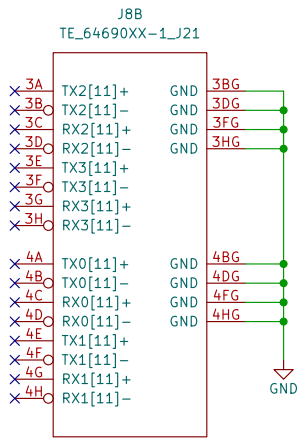 J8B
TE_64690XX-1_J21
3A TX2[11]+ GND 3BG
3B TX2[11]- GND 3DG
3C RX2[11]+ GND 3FG
3D RX2[11]- GND 3HG
3E TX3[11]+
3F TX3[11]-
3G RX3[11]+
3H RX3[11]-
4A TX0[11]+ GND 4BG
4B TX0[11]- GND 4DG
4C RX0[11]+ GND 4FG
4D RX0[11]- GND 4HG
4E TX1[11]+
4F TX1[11]-
4G RX1[11]+
4H RX1[11]-
GND